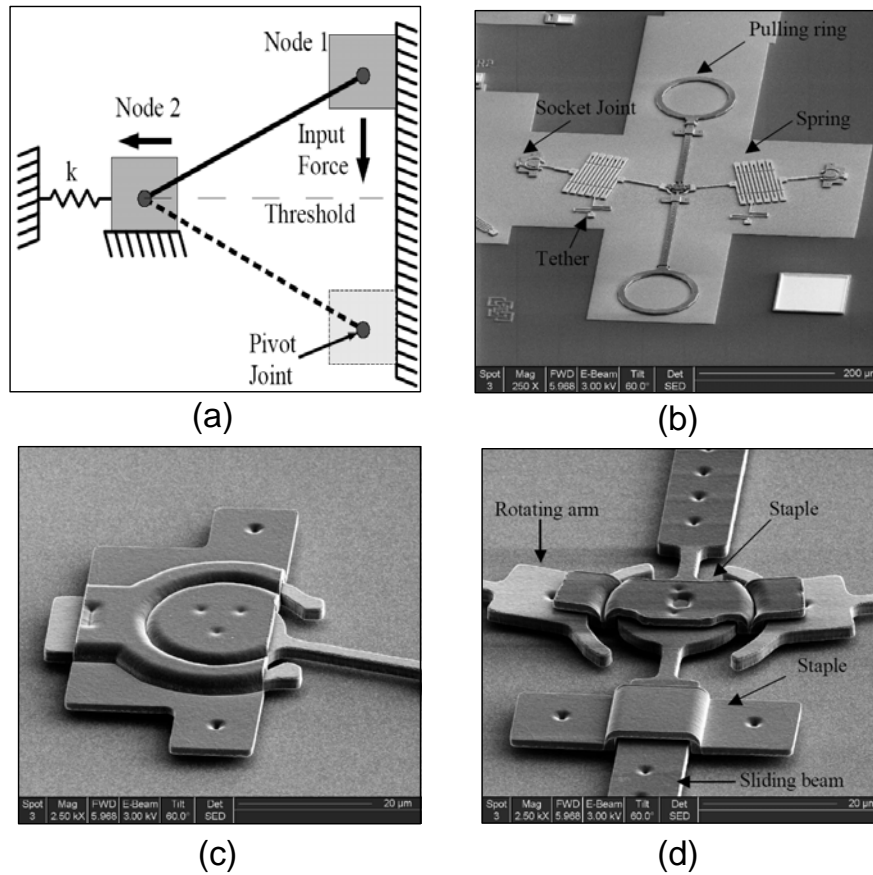 Node 1
Node 2
Input
Force
k
Threshold
Pivot
Joint
(a)
Pulling ring
Socket Joint
Spring
Tether
Spot Mag FWD E-Beam Tilt Det
3 250 X 5.968 3.00 kV 60.0° SED 200 µm
(b)
Spot Mag FWD E-Beam Tilt Det
3 2.50 KX 5.968 3.00 kV 60.0° SED 20 µm
(c)
Rotating arm
Staple
Staple
Sliding beam
Spot Mag FWD E-Beam Tilt Det
3 2.50 KX 5.968 3.00 kV 60.0° SED 20 µm
(d)